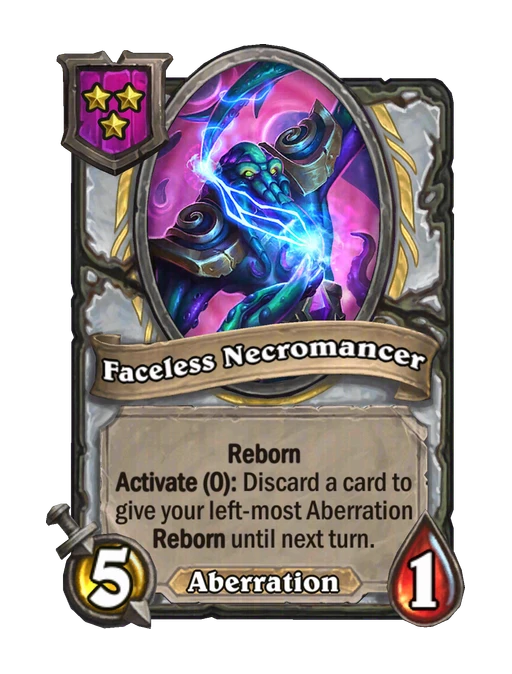 Faceless Necromancer
Reborn
Activate (0): Discard a card to
give your left-most Aberration
Reborn until next turn.
5
Aberration
1